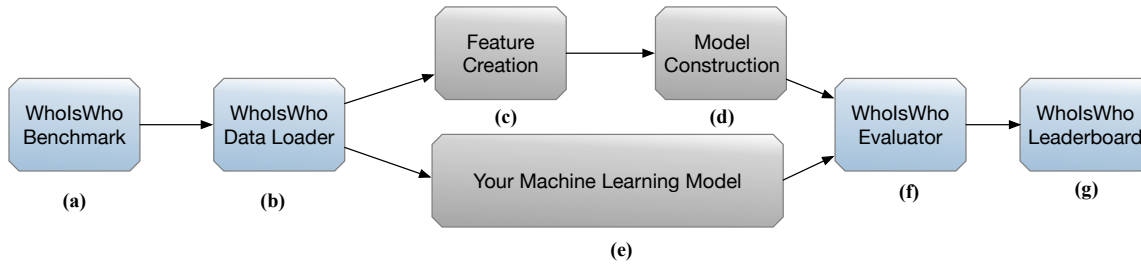 WhoIsWho
Benchmark
(a)
WhoIsWho
Data Loader
(b)
Feature
Creation
(c)
Model
Construction
(d)
Your Machine Learning Model
(e)
WhoIsWho
Evaluator
(f)
WhoIsWho
Leaderboard
(g)